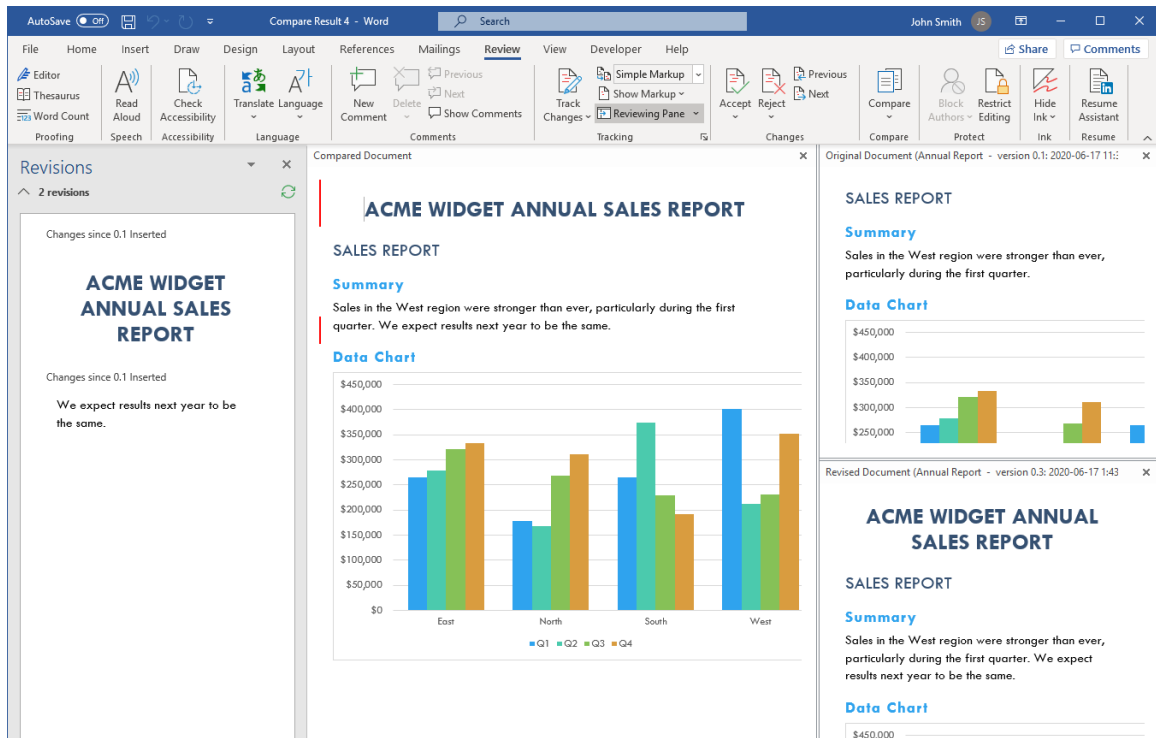 AutoSave Off
Compare Result 4 - Word
Search
John Smith JS
File Home Insert Draw Design Layout References Mailings Review View Developer Help
Share Comments
Editor
Thesaurus
123 Word Count
Proofing
Read Aloud
Speech
Check Accessibility
Accessibility
Translate Language
Language
New Comment
Delete
Previous
Next
Show Comments
Comments
Track Changes
Simple Markup
Show Markup
Reviewing Pane
Tracking
Accept Reject
Previous
Next
Changes
Compare
Compare
Block Authors
Restrict Editing
Protect
Hide Ink
Ink
Resume Assistant
Resume
Revisions
2 revisions
Changes since 0.1 Inserted
ACME WIDGET
ANNUAL SALES
REPORT
Changes since 0.1 Inserted
We expect results next year to be
the same.
Compared Document
ACME WIDGET ANNUAL SALES REPORT
SALES REPORT
Summary
Sales in the West region were stronger than ever, particularly during the first
quarter. We expect results next year to be the same.
Data Chart
$450,000
$400,000
$350,000
$300,000
$250,000
$200,000
$150,000
$100,000
$50,000
$0
East North South West
Q1 Q2 Q3 Q4
Original Document (Annual Report - version 0.1: 2020-06-17 11:
SALES REPORT
Summary
Sales in the West region were stronger than ever,
particularly during the first quarter.
Data Chart
$450,000
$400,000
$350,000
$300,000
$250,000
Revised Document (Annual Report - version 0.3: 2020-06-17 1:43
ACME WIDGET ANNUAL
SALES REPORT
SALES REPORT
Summary
Sales in the West region were stronger than ever,
particularly during the first quarter. We expect
results next year to be the same.
Data Chart
$450,000